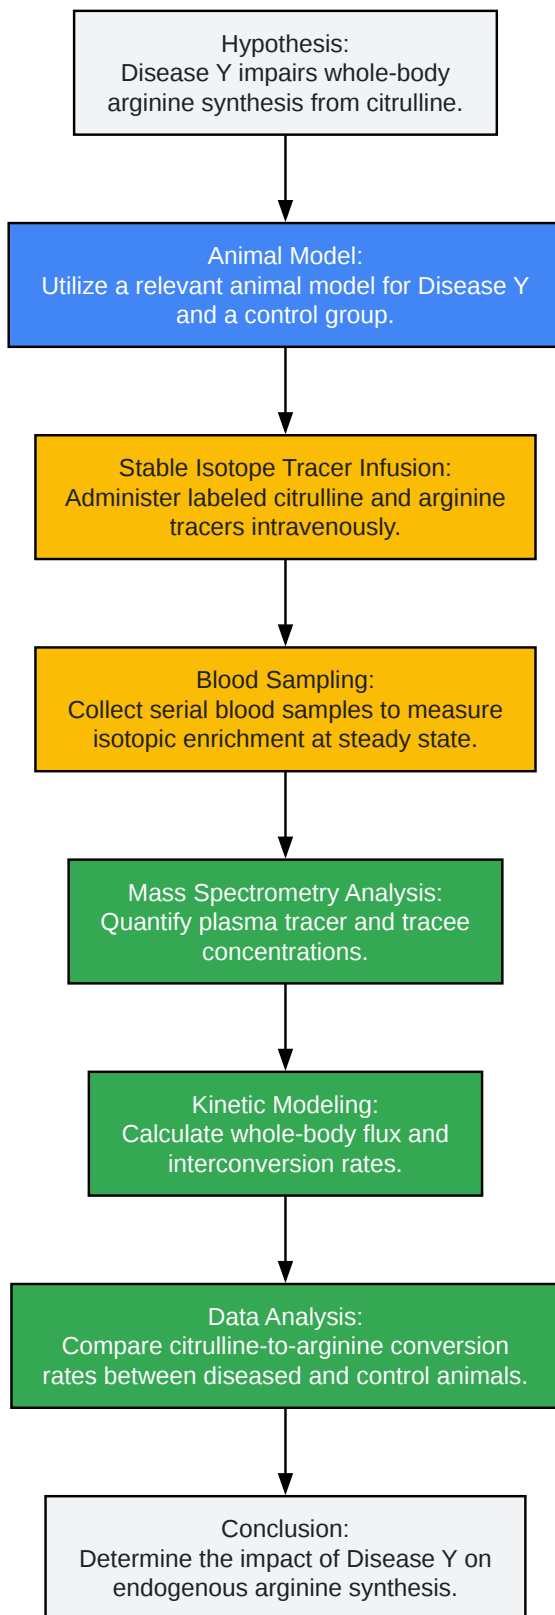 Hypothesis:
Disease Y impairs whole-body
arginine synthesis from citrulline.
Animal Model:
Utilize a relevant animal model for Disease Y
and a control group.
Stable Isotope Tracer Infusion:
Administer labeled citrulline and arginine
tracers intravenously.
Blood Sampling:
Collect serial blood samples to measure
isotopic enrichment at steady state.
Mass Spectrometry Analysis:
Quantify plasma tracer and tracee
concentrations.
Kinetic Modeling:
Calculate whole-body flux and
interconversion rates.
Data Analysis:
Compare citrulline-to-arginine conversion
rates between diseased and control animals.
Conclusion:
Determine the impact of Disease Y on
endogenous arginine synthesis.